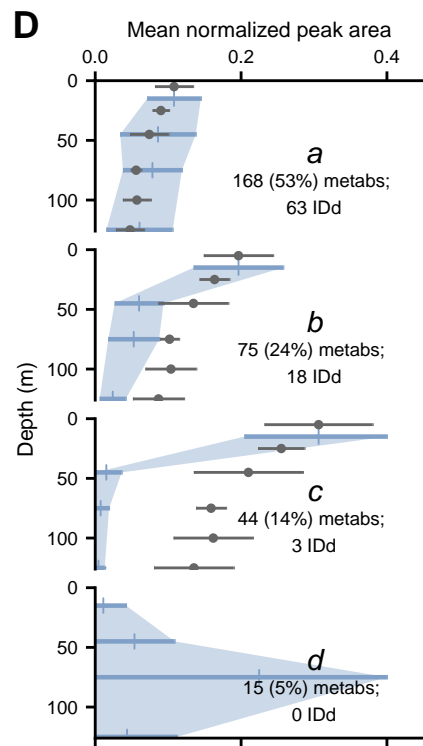 D
Mean normalized peak area
0.0 0.2 0.4
0
50
100
a
168 (53%) metabs;
63 IDd
0
50
100
b
75 (24%) metabs;
18 IDd
Depth (m)
0
50
100
c
44 (14%) metabs;
3 IDd
0
50
100
d
15 (5%) metabs;
0 IDd